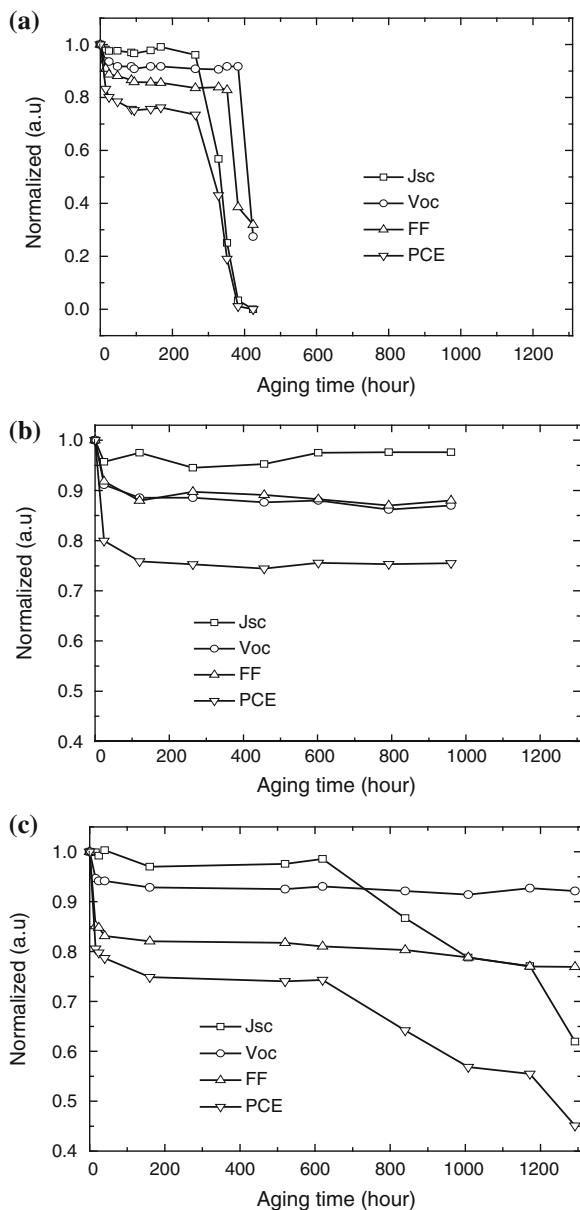 (a)
1.0
0.8
0.6
0.4
0.2
0.0
Normalized (a.u)
Jsc
Voc
FF
PCE
0 200 400 600 800 1000 1200
Aging time (hour)
(b)
1.0
0.9
0.8
0.7
0.6
0.5
0.4
Normalized (a.u)
Jsc
Voc
FF
PCE
0 200 400 600 800 1000 1200
Aging time (hour)
(c)
1.0
0.9
0.8
0.7
0.6
0.5
0.4
Normalized (a.u)
Jsc
Voc
FF
PCE
0 200 400 600 800 1000 1200
Aging time (hour)